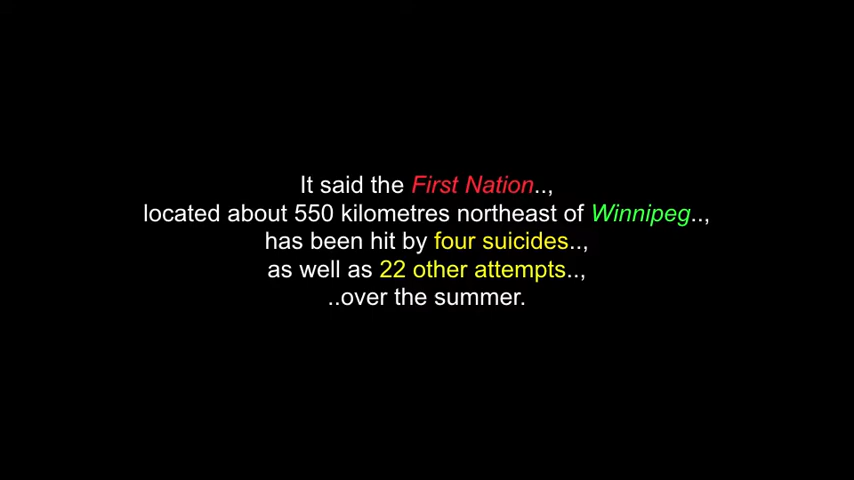 It said the First Nation..,
located about 550 kilometres northeast of Winnipeg..,
has been hit by four suicides..,
as well as 22 other attempts..,
..over the summer.